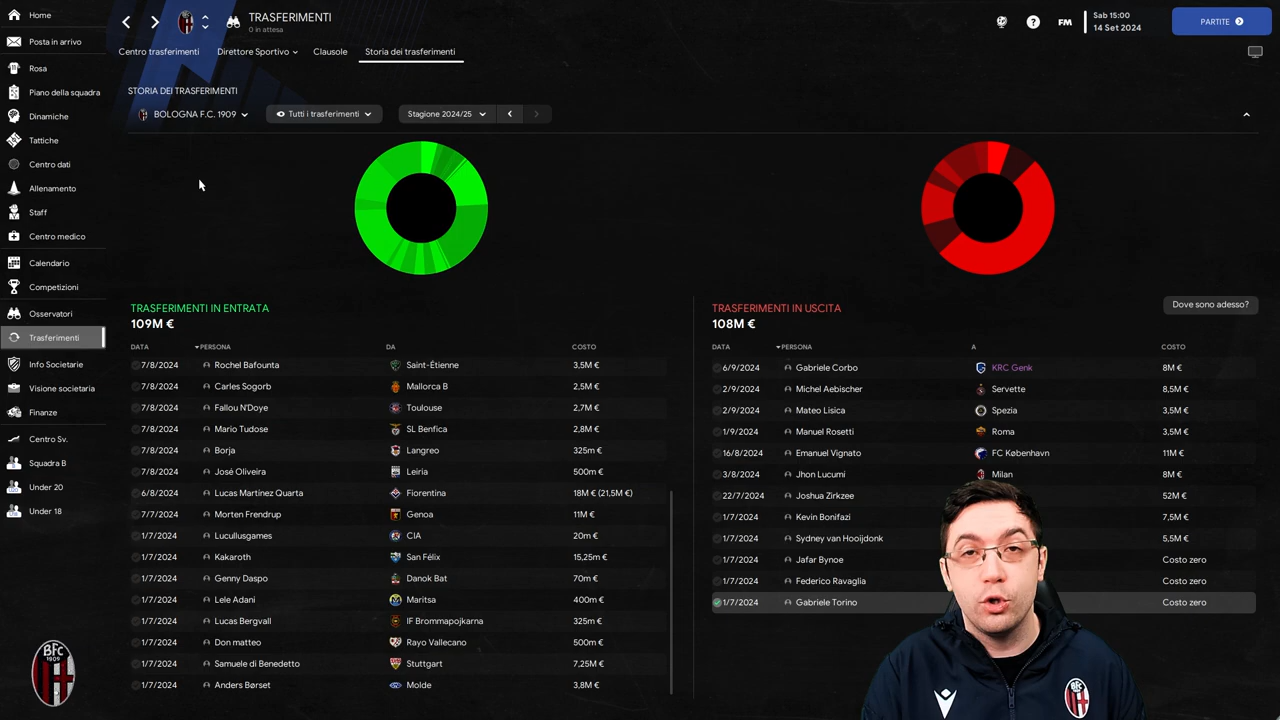 Home
Posta in arrivo
Rosa
Piano della squadra
Dinamiche
Tattiche
Centro dati
Allenamento
Staff
Centro medico
Calendario
Competizioni
Osservatori
Trasferimenti
Info Societarie
Visione societaria
Finanze
Centro Sv.
Squadra B
Under 20
Under 18
BFC
1909
TRASFERIMENTI
0 in attesa
FM
Sab 15:00
14 Set 2024
PARTITE
Centro trasferimenti Direttore Sportivo Clausole Storia dei trasferimenti
STORIA DEI TRASFERIMENTI
BOLOGNA F.C. 1909 Tutti i trasferimenti Stagione 2024/25
TRASFERIMENTI IN ENTRATA
109M €
DATA PERSONA DA COSTO
7/8/2024 Rochel Bafounta Saint-Étienne 3,5M €
7/8/2024 Carles Sogorb Mallorca B 2,5M €
7/8/2024 Fallou N'Doye Toulouse 2,7M €
7/8/2024 Mario Tudose SL Benfica 2,8M €
7/8/2024 Borja Langreo 325m €
7/8/2024 José Oliveira Leiria 500m €
6/8/2024 Lucas Martínez Quarta Fiorentina 18M € (21,5M €)
7/7/2024 Morten Frendrup Genoa 11M €
1/7/2024 Lucullusgames CIA 20m €
1/7/2024 Kakaroth San Félix 15,25m €
1/7/2024 Genny Daspo Danok Bat 70m €
1/7/2024 Lele Adani Maritsa 400m €
1/7/2024 Lucas Bergvall IF Brommapojkarna 325m €
1/7/2024 Don matteo Rayo Vallecano 500m €
1/7/2024 Samuele di Benedetto Stuttgart 7,25M €
1/7/2024 Anders Børset Molde 3,8M €
TRASFERIMENTI IN USCITA
108M €
Dove sono adesso?
DATA PERSONA A COSTO
6/9/2024 Gabriele Corbo KRC Genk 8M €
2/9/2024 Michel Aebischer Servette 8,5M €
2/9/2024 Mateo Lisica Spezia 3,5M €
1/9/2024 Manuel Rosetti Roma 3,5M €
16/8/2024 Emanuel Vignato FC København 11M €
3/8/2024 Jhon Lucumí Milan 8M €
22/7/2024 Joshua Zirkzee 52M €
1/7/2024 Kevin Bonifazi 7,5M €
1/7/2024 Sydney van Hooijdonk 5,5M €
1/7/2024 Jafar Bynoe Costo zero
1/7/2024 Federico Ravaglia Costo zero
1/7/2024 Gabriele Torino Costo zero